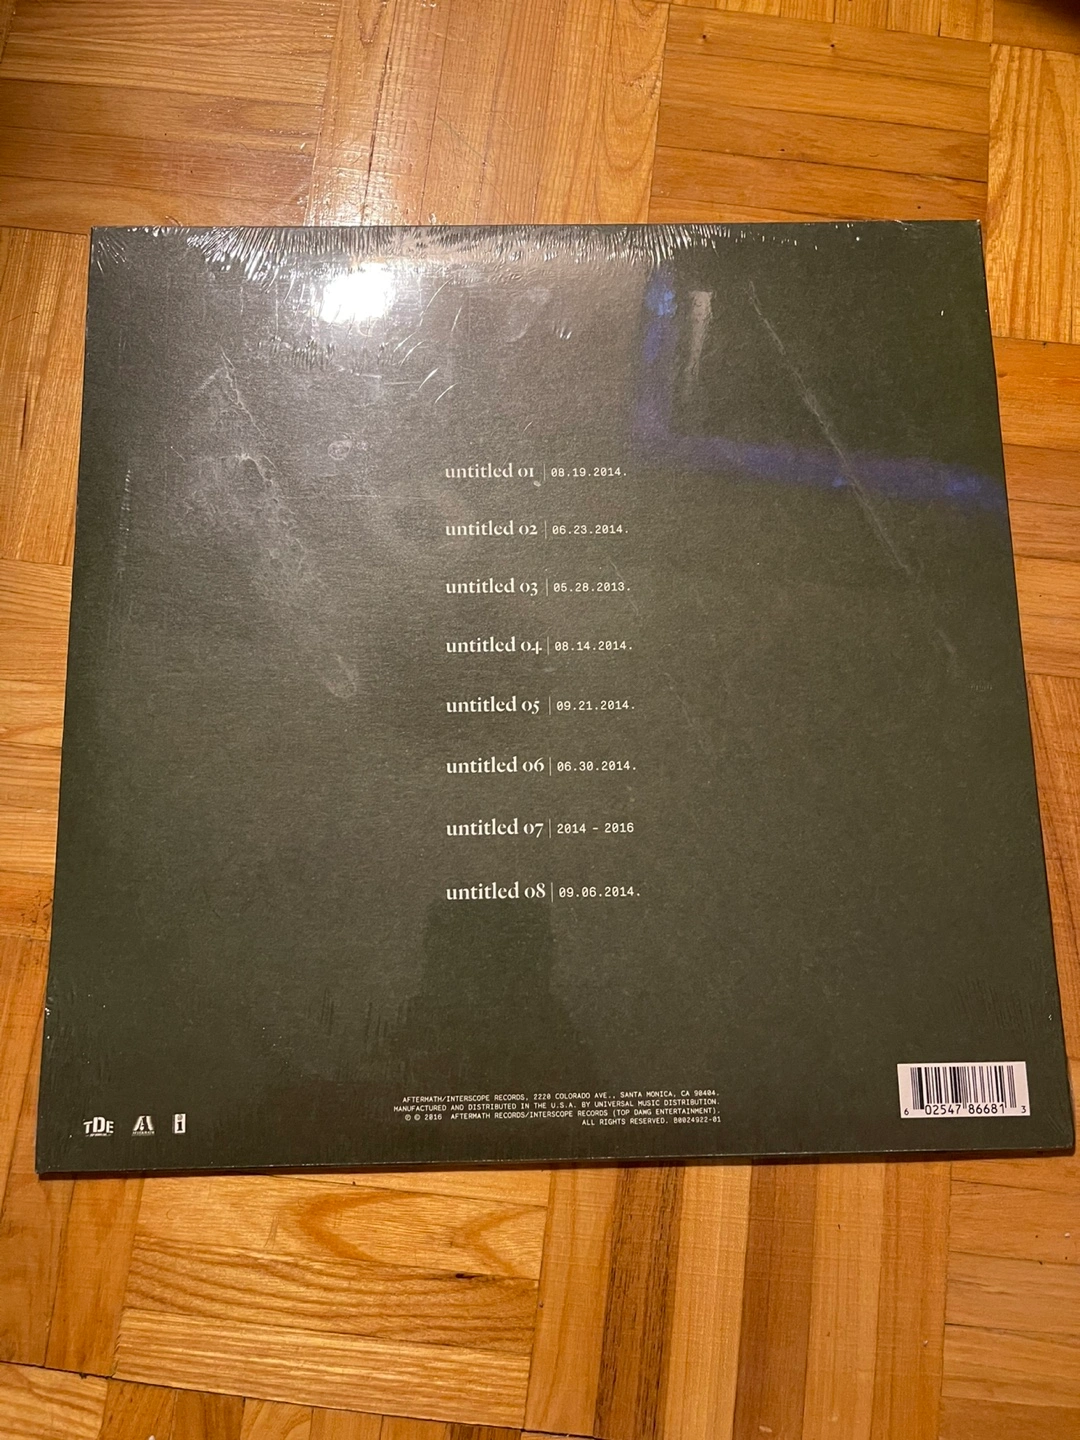 untitled 01 | 08.19.2014.
untitled 02 | 06.23.2014.
untitled 03 | 05.28.2013.
untitled 04 | 08.14.2014.
untitled 05 | 09.21.2014.
untitled 06 | 06.30.2014.
untitled 07 | 2014 - 2016
untitled 08 | 09.06.2014.
AFTERMATH/INTERSCOPE RECORDS, 2220 COLORADO AVE., SANTA MONICA, CA 90404.
MANUFACTURED AND DISTRIBUTED IN THE U.S.A. BY UNIVERSAL MUSIC DISTRIBUTION.
℗ © 2016 AFTERMATH RECORDS/INTERSCOPE RECORDS (TOP DAWG ENTERTAINMENT).
ALL RIGHTS RESERVED. B0024922-01
TDE
6 02547 86681 3